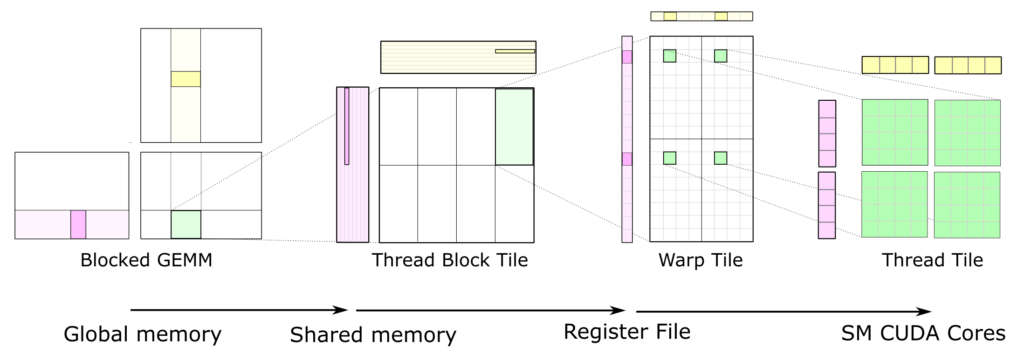 Blocked GEMM
Thread Block Tile
Warp Tile
Thread Tile
Global memory
Shared memory
Register File
SM CUDA Cores